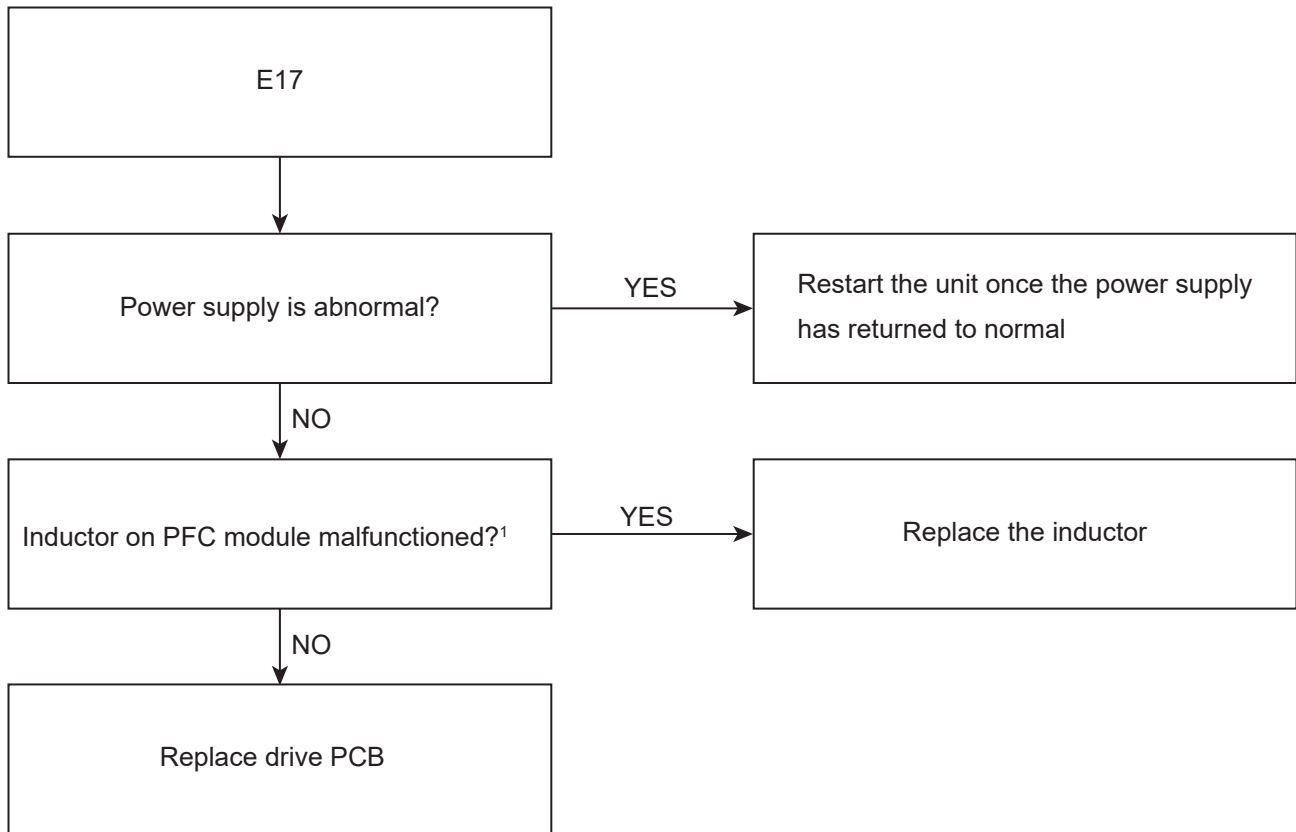 E17
Power supply is abnormal?
YES
Restart the unit once the power supply
has returned to normal
NO
Inductor on PFC module malfunctioned?¹
YES
Replace the inductor
NO
Replace drive PCB